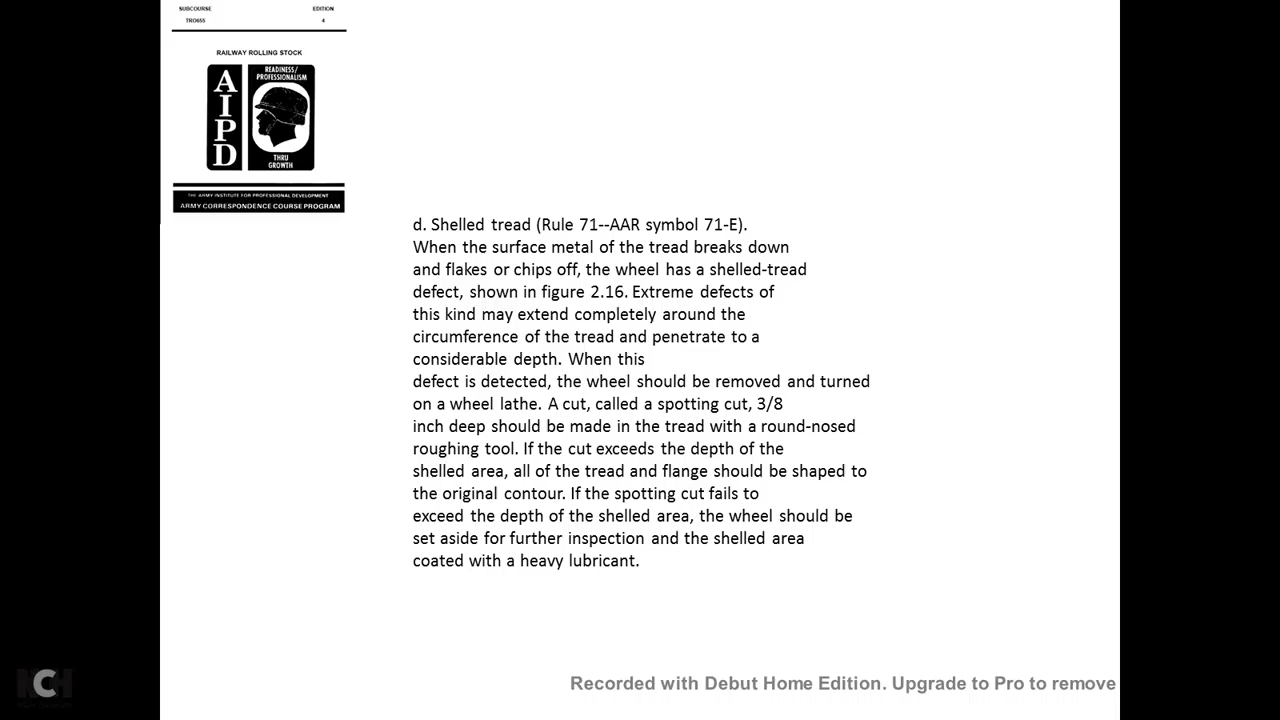 SUBCOURSE EDITION
TRO655 4
RAILWAY ROLLING STOCK
AIPD
READINESS/
PROFESSIONALISM
THRU
GROWTH
THE ARMY INSTITUTE FOR PROFESSIONAL DEVELOPMENT
ARMY CORRESPONDENCE COURSE PROGRAM
d. Shelled tread (Rule 71--AAR symbol 71-E).
When the surface metal of the tread breaks down
and flakes or chips off, the wheel has a shelled-tread
defect, shown in figure 2.16. Extreme defects of
this kind may extend completely around the
circumference of the tread and penetrate to a
considerable depth. When this
defect is detected, the wheel should be removed and turned
on a wheel lathe. A cut, called a spotting cut, 3/8
inch deep should be made in the tread with a round-nosed
roughing tool. If the cut exceeds the depth of the
shelled area, all of the tread and flange should be shaped to
the original contour. If the spotting cut fails to
exceed the depth of the shelled area, the wheel should be
set aside for further inspection and the shelled area
coated with a heavy lubricant.
NCH
Recorded with Debut Home Edition. Upgrade to Pro to remove